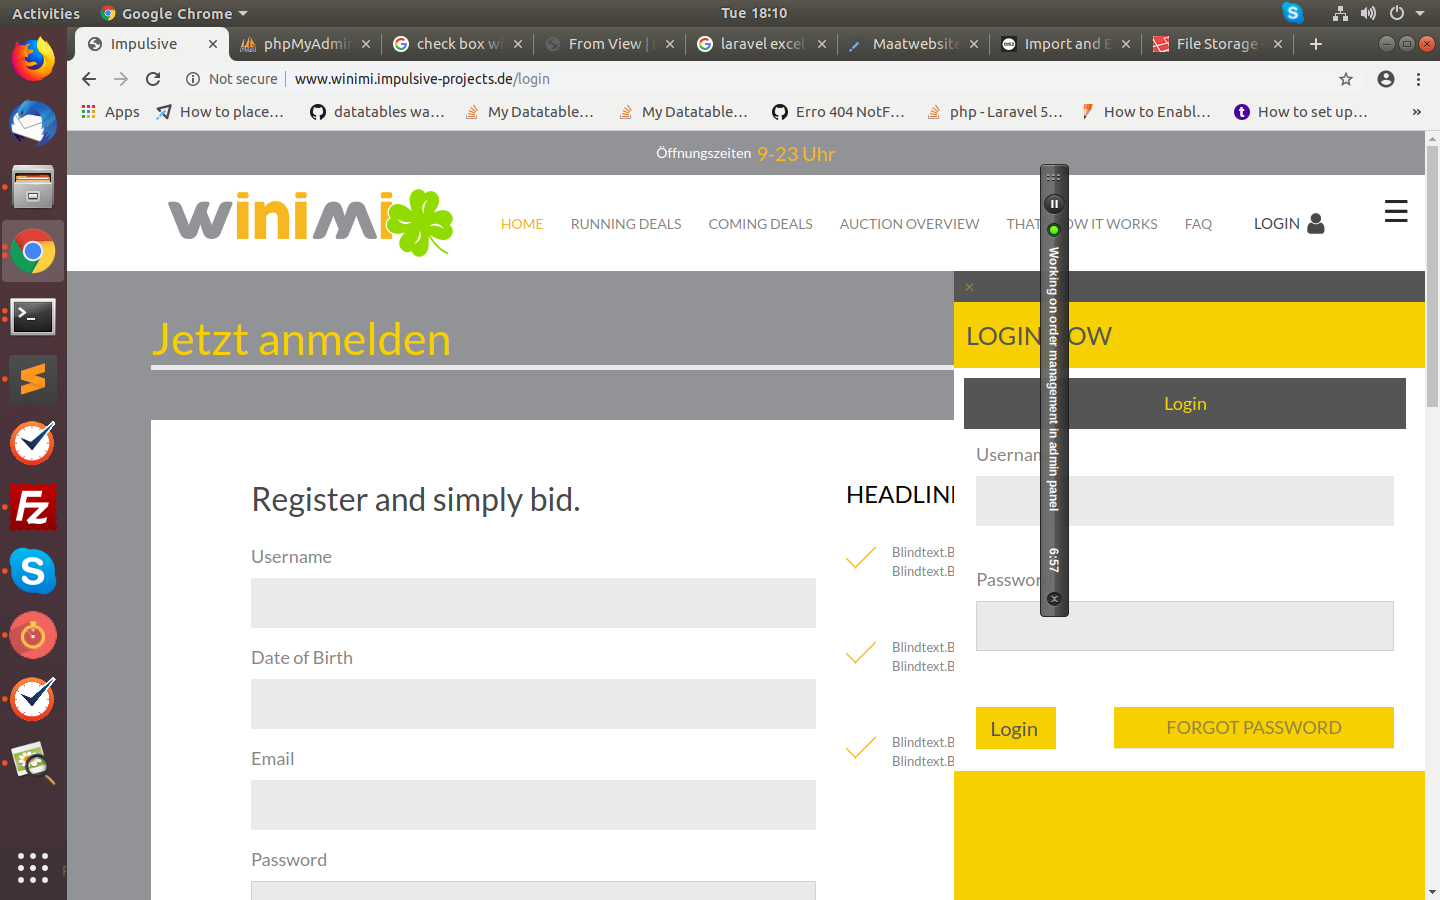 Activities Google Chrome Tue 18:10
Impulsive phpMyAdmin check box wi From View | L laravel excel Maatwebsite Import and E File Storage -
Not secure www.winimi.impulsive-projects.de/login
Apps How to place... datatables wa... My Datatable... My Datatable... Erro 404 NotF... php - Laravel 5... How to Enabl... How to set up... »
Öffnungszeiten 9-23 Uhr
winimi
HOME RUNNING DEALS COMING DEALS AUCTION OVERVIEW THAT OW IT WORKS FAQ LOGIN
×
Jetzt anmelden
LOGIN OW
Login
Register and simply bid.
HEADLINE
Username
Blindtext.B
Blindtext.B
Date of Birth
Blindtext.B
Blindtext.B
Email
Blindtext.B
Blindtext.B
Password
Usernam
Passwor
Login FORGOT PASSWORD
Working on order management in admin panel 6:57